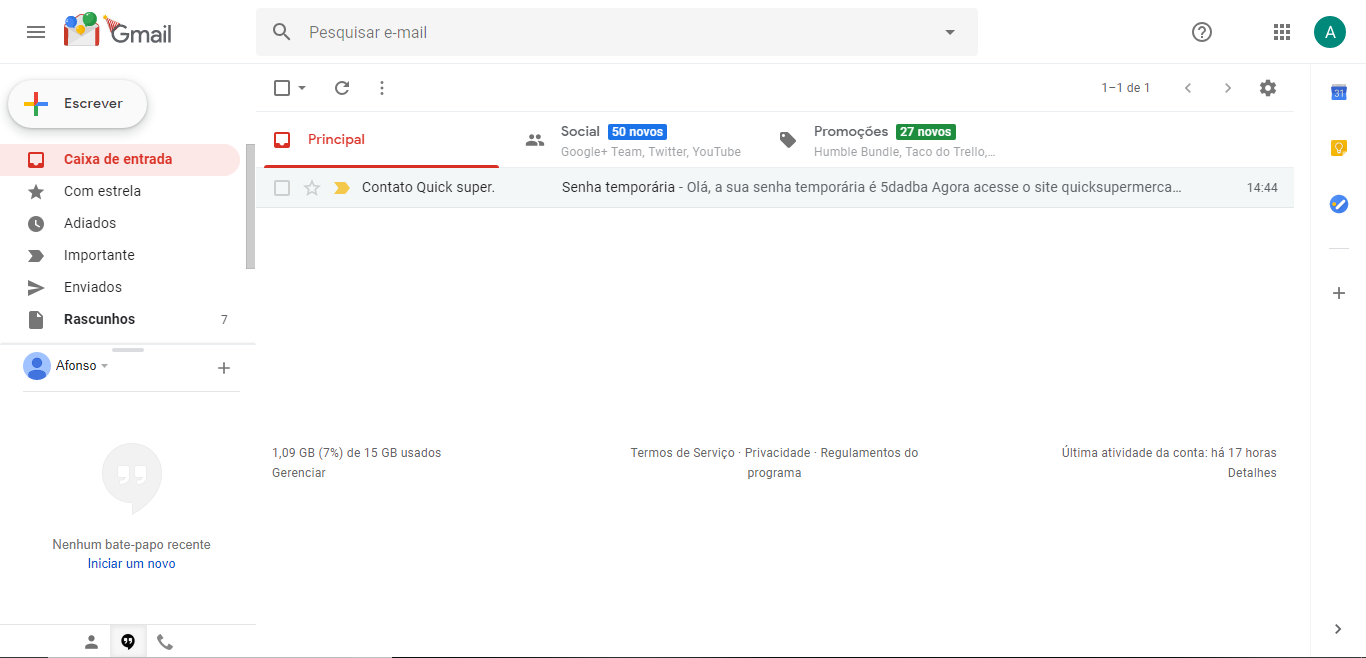 Gmail
Pesquisar e-mail
A
Escrever
1–1 de 1
31
Principal
Social 50 novos
Google+ Team, Twitter, YouTube
Promoções 27 novos
Humble Bundle, Taco do Trello,…
Caixa de entrada
Com estrela
Adiados
Importante
Enviados
Rascunhos 7
Contato Quick super. Senha temporária - Olá, a sua senha temporária é 5dadba Agora acesse o site quicksupermerca… 14:44
Afonso
Nenhum bate-papo recente
Iniciar um novo
1,09 GB (7%) de 15 GB usados
Gerenciar
Termos de Serviço · Privacidade · Regulamentos do
programa
Última atividade da conta: há 17 horas
Detalhes